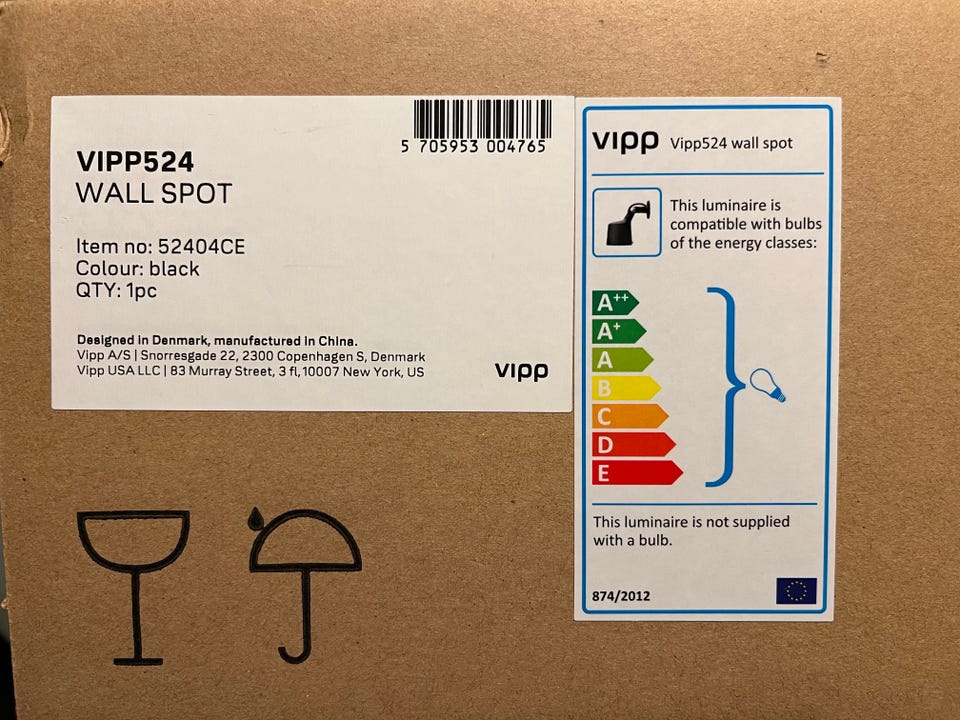 5 705953 004765
VIPP524
WALL SPOT
Item no: 52404CE
Colour: black
QTY: 1pc
Designed in Denmark, manufactured in China.
Vipp A/S | Snorresgade 22, 2300 Copenhagen S, Denmark
Vipp USA LLC | 83 Murray Street, 3 fl, 10007 New York, US
vipp
vipp Vipp524 wall spot
This luminaire is
compatible with bulbs
of the energy classes:
A++
A+
A
B
C
D
E
This luminaire is not supplied
with a bulb.
874/2012